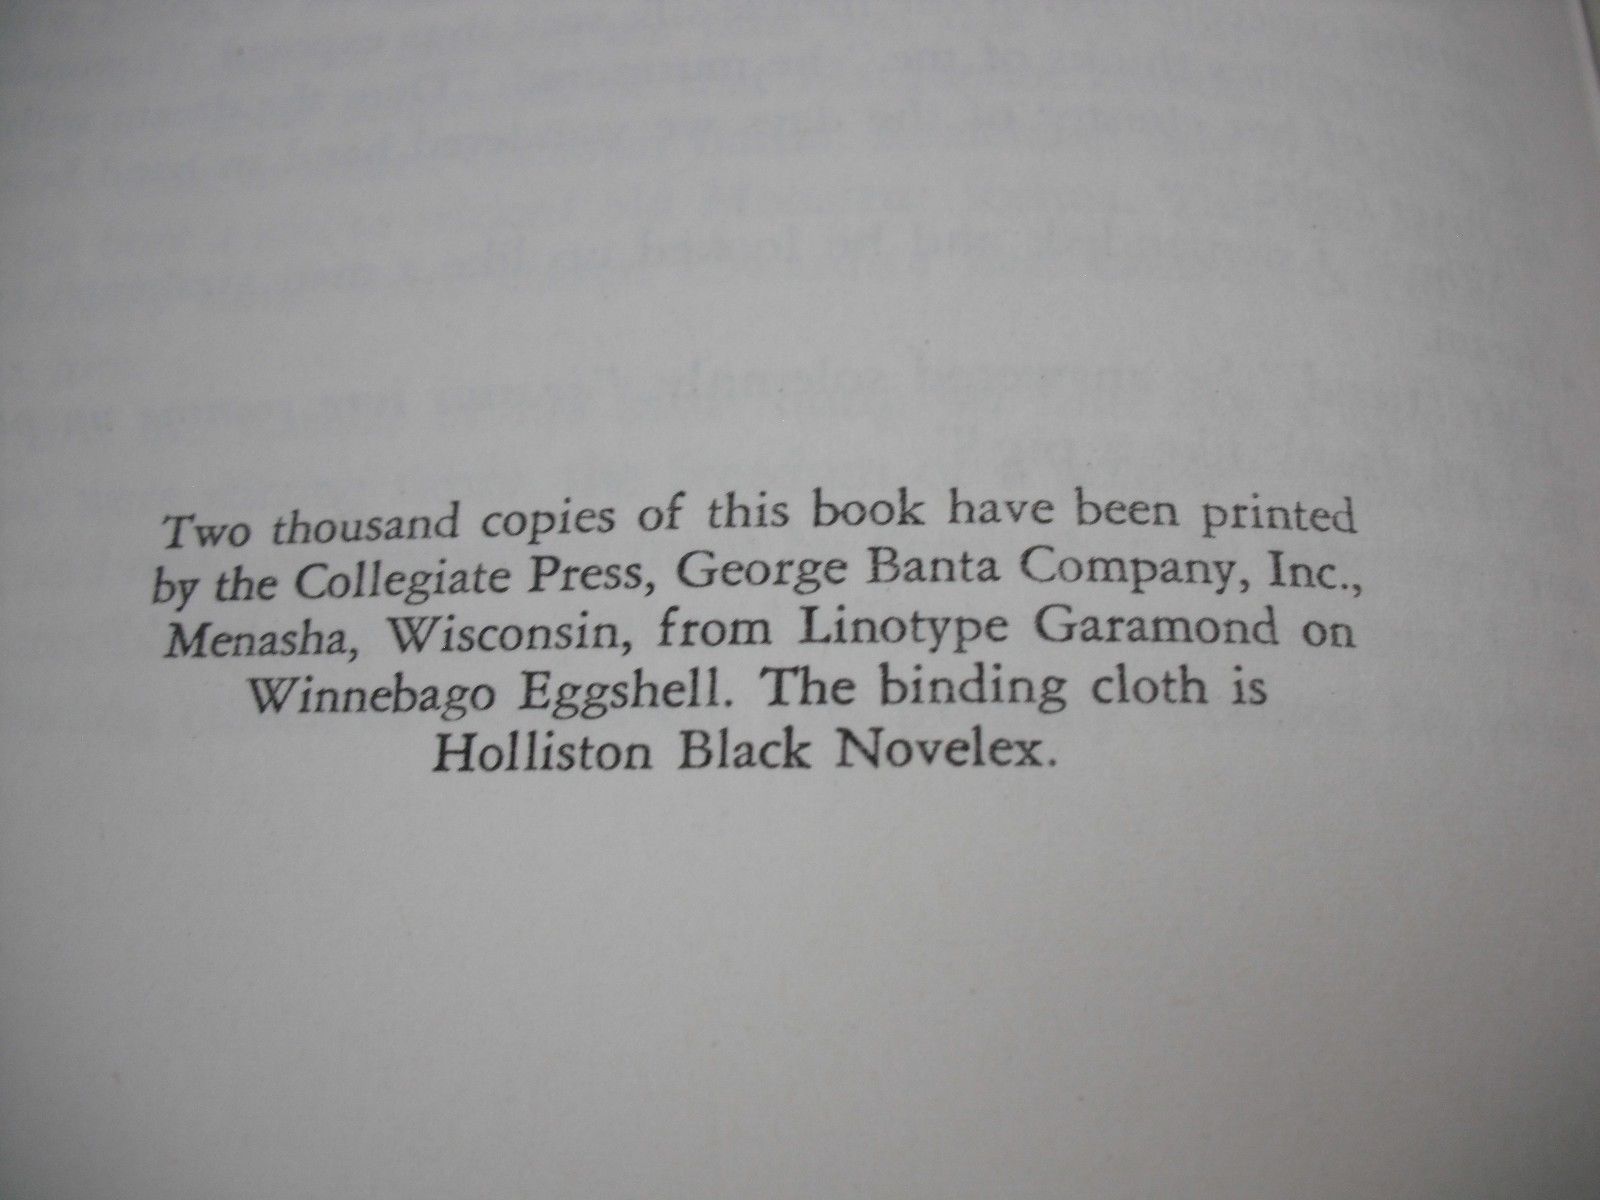 Two thousand copies of this book have been printed
by the Collegiate Press, George Banta Company, Inc.,
Menasha, Wisconsin, from Linotype Garamond on
Winnebago Eggshell. The binding cloth is
Holliston Black Novelex.